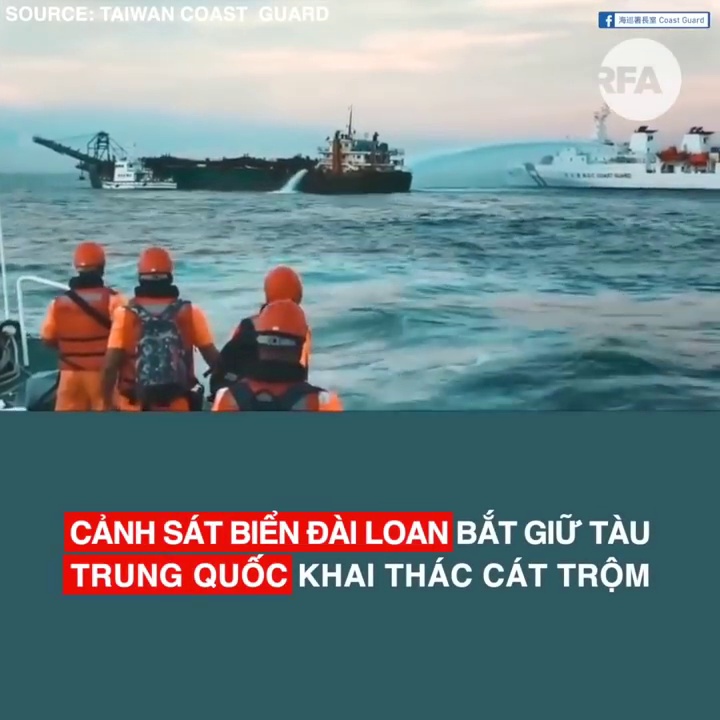 SOURCE: TAIWAN COAST GUARD
海巡署長室 Coast Guard
RFA
CẢNH SÁT BIỂN ĐÀI LOAN BẮT GIỮ TÀU
TRUNG QUỐC KHAI THÁC CÁT TRỘM